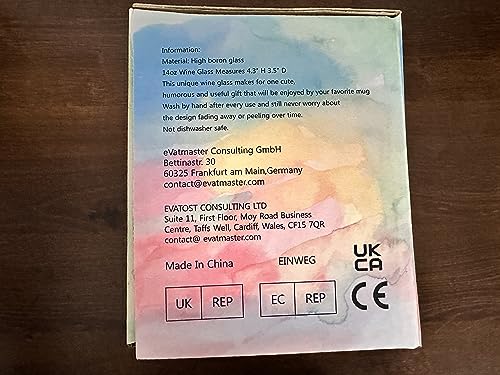 Information:
Material: High boron glass
14oz Wine Glass Measures 4.3" H 3.5" D
This unique wine glass makes for one cute,
humorous and useful gift that will be enjoyed by your favorite mug
Wash by hand after every use and still never worry about
the design fading away or peeling over time.
Not dishwasher safe.
eVatmaster Consulting GmbH
Bettinastr. 30
60325 Frankfurt am Main,Germany
contact@evatmaster.com
EVATOST CONSULTING LTD
Suite 11, First Floor, Moy Road Business
Centre, Taffs Well, Cardiff, Wales, CF15 7QR
contact@ evatmaster.com
Made In China EINWEG
UK
CA
UK REP EC REP CE